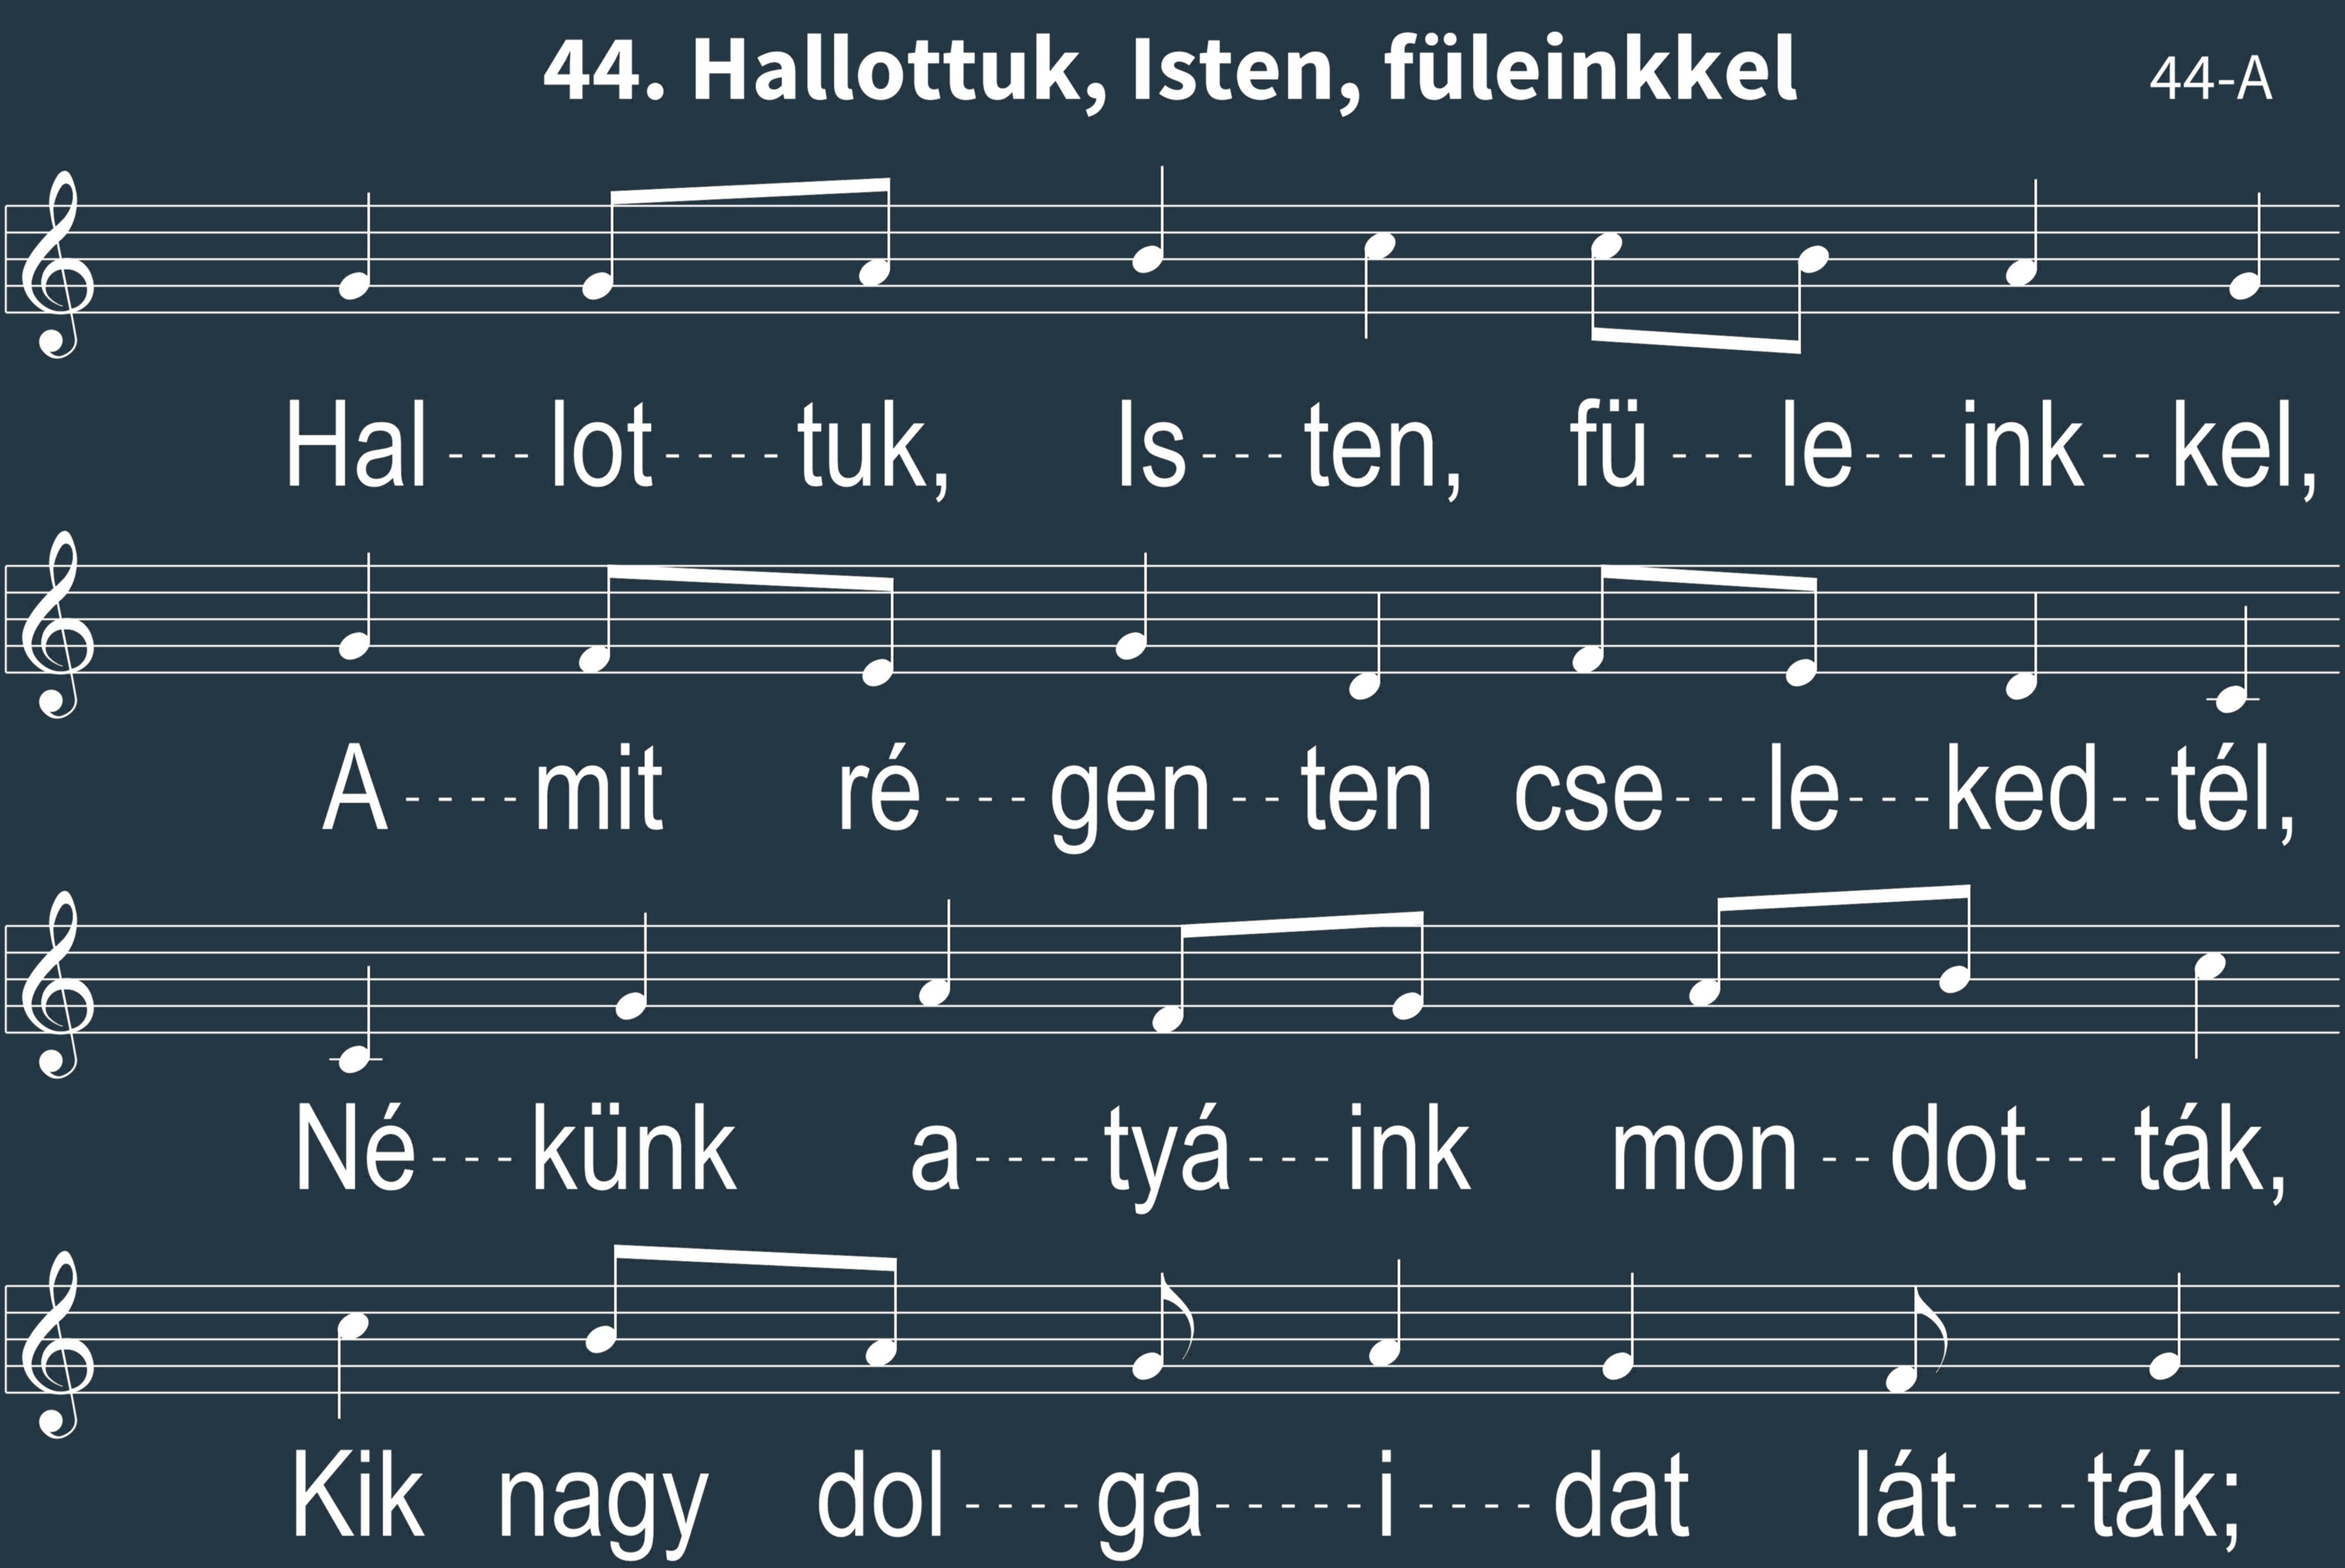 44. Hallottuk, Isten, füleinkkel
44-A
Hal---lot----tuk, Is---ten, fü---le---ink--kel,
A----mit ré---gen--ten cse---le---ked--tél,
Né---künk a----tyá---ink mon--dot---ták,
Kik nagy dol----ga-----i----dat lát----ták;